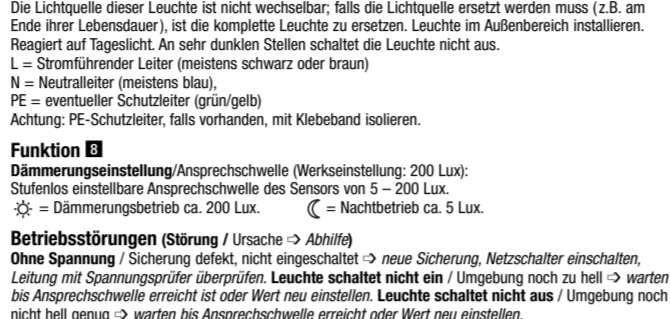 Die Lichtquelle dieser Leuchte ist nicht wechselbar; falls die Lichtquelle ersetzt werden muss (z.B. am
Ende ihrer Lebensdauer), ist die komplette Leuchte zu ersetzen. Leuchte im Außenbereich installieren.
Reagiert auf Tageslicht. An sehr dunklen Stellen schaltet die Leuchte nicht aus.
L = Stromführender Leiter (meistens schwarz oder braun)
N = Neutralleiter (meistens blau),
PE = eventueller Schutzleiter (grün/gelb)
Achtung: PE-Schutzleiter, falls vorhanden, mit Klebeband isolieren.
Funktion 8
Dämmerungseinstellung/Ansprechschwelle (Werkseinstellung: 200 Lux):
Stufenlos einstellbare Ansprechschwelle des Sensors von 5 – 200 Lux.
☼ = Dämmerungsbetrieb ca. 200 Lux. ☾ = Nachtbetrieb ca. 5 Lux.
Betriebsstörungen (Störung / Ursache ⇨ Abhilfe)
Ohne Spannung / Sicherung defekt, nicht eingeschaltet ⇨ neue Sicherung, Netzschalter einschalten,
Leitung mit Spannungsprüfer überprüfen. Leuchte schaltet nicht ein / Umgebung noch zu hell ⇨ warten
bis Ansprechschwelle erreicht ist oder Wert neu einstellen. Leuchte schaltet nicht aus / Umgebung noch
nicht hell genug ⇨ warten bis Ansprechschwelle erreicht oder Wert neu einstellen.